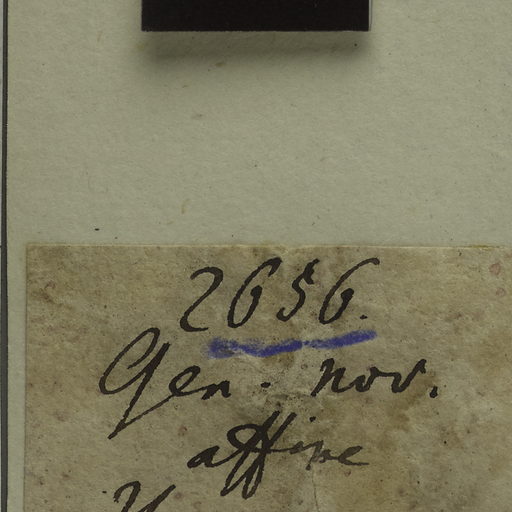 2656.
Gen. nov.
affine